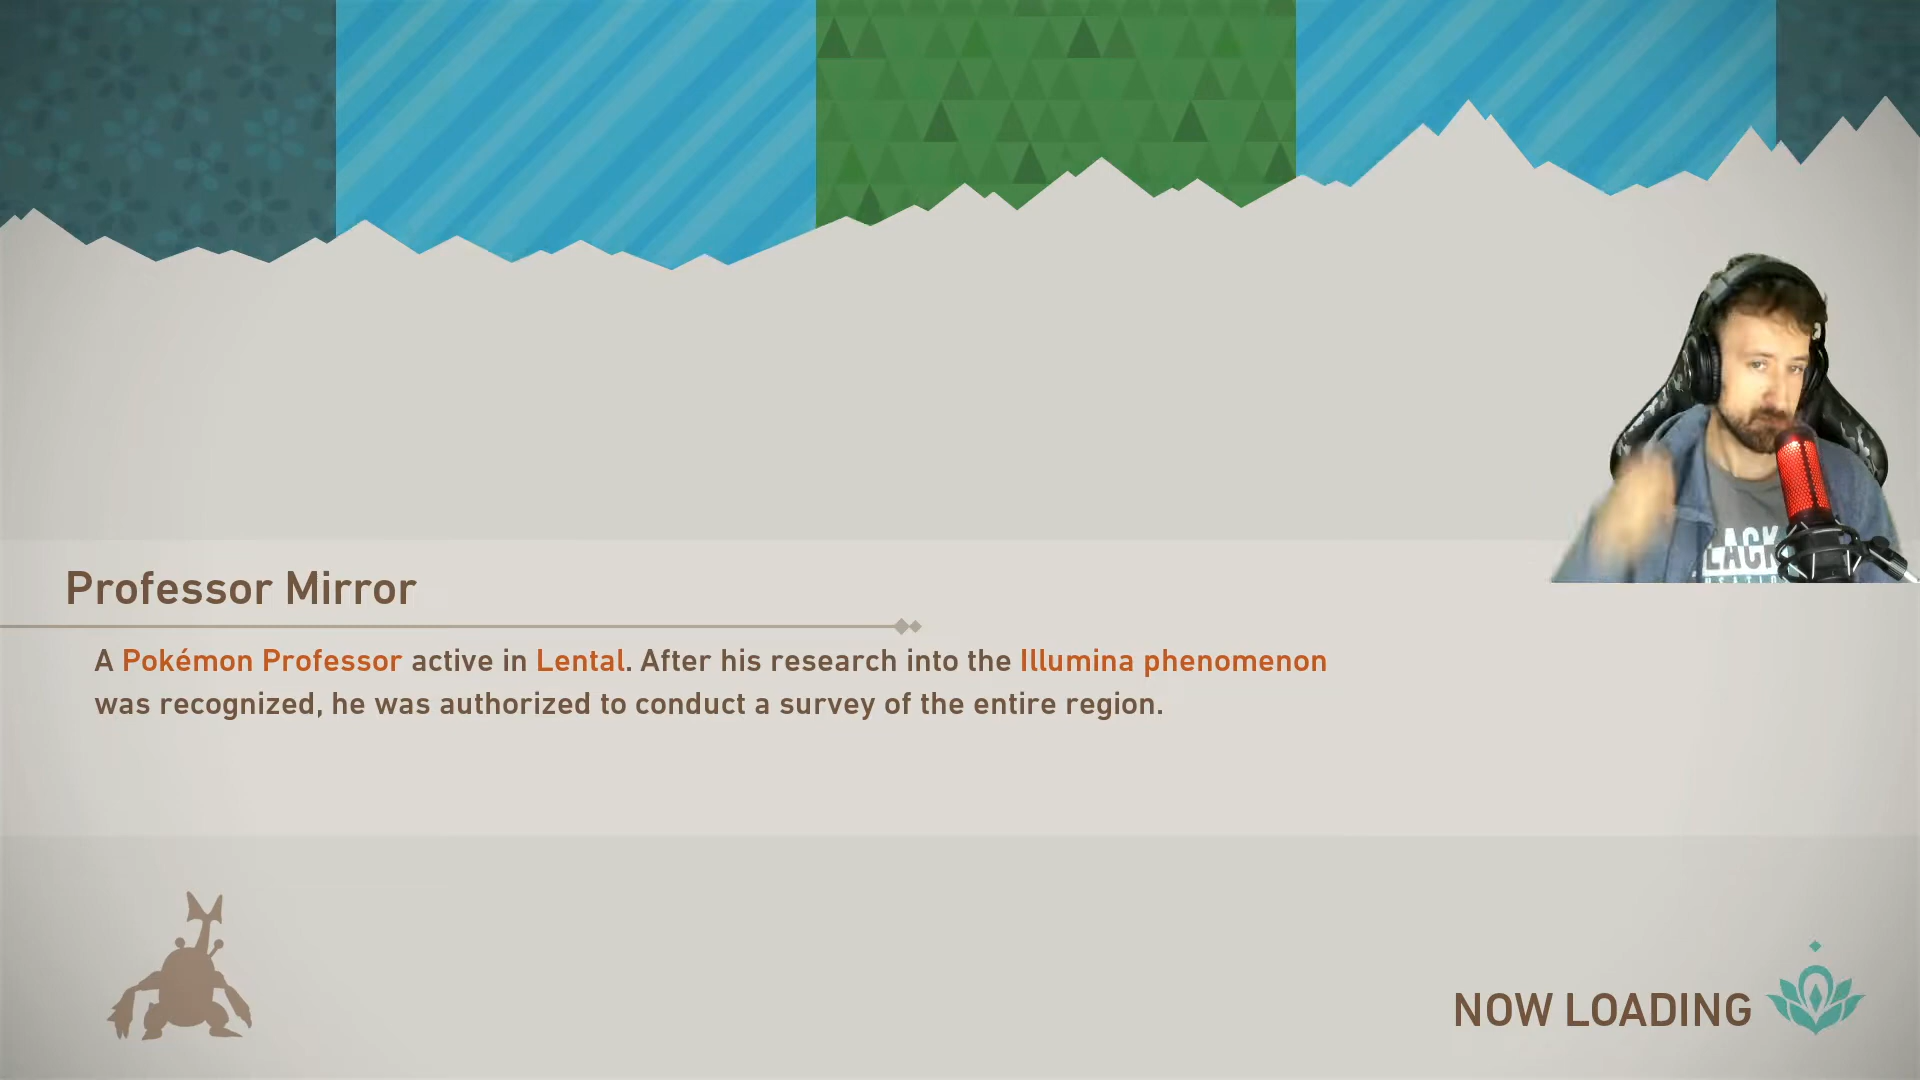 Professor Mirror
A Pokémon Professor active in Lental. After his research into the Illumina phenomenon
was recognized, he was authorized to conduct a survey of the entire region.
LACK
NOW LOADING